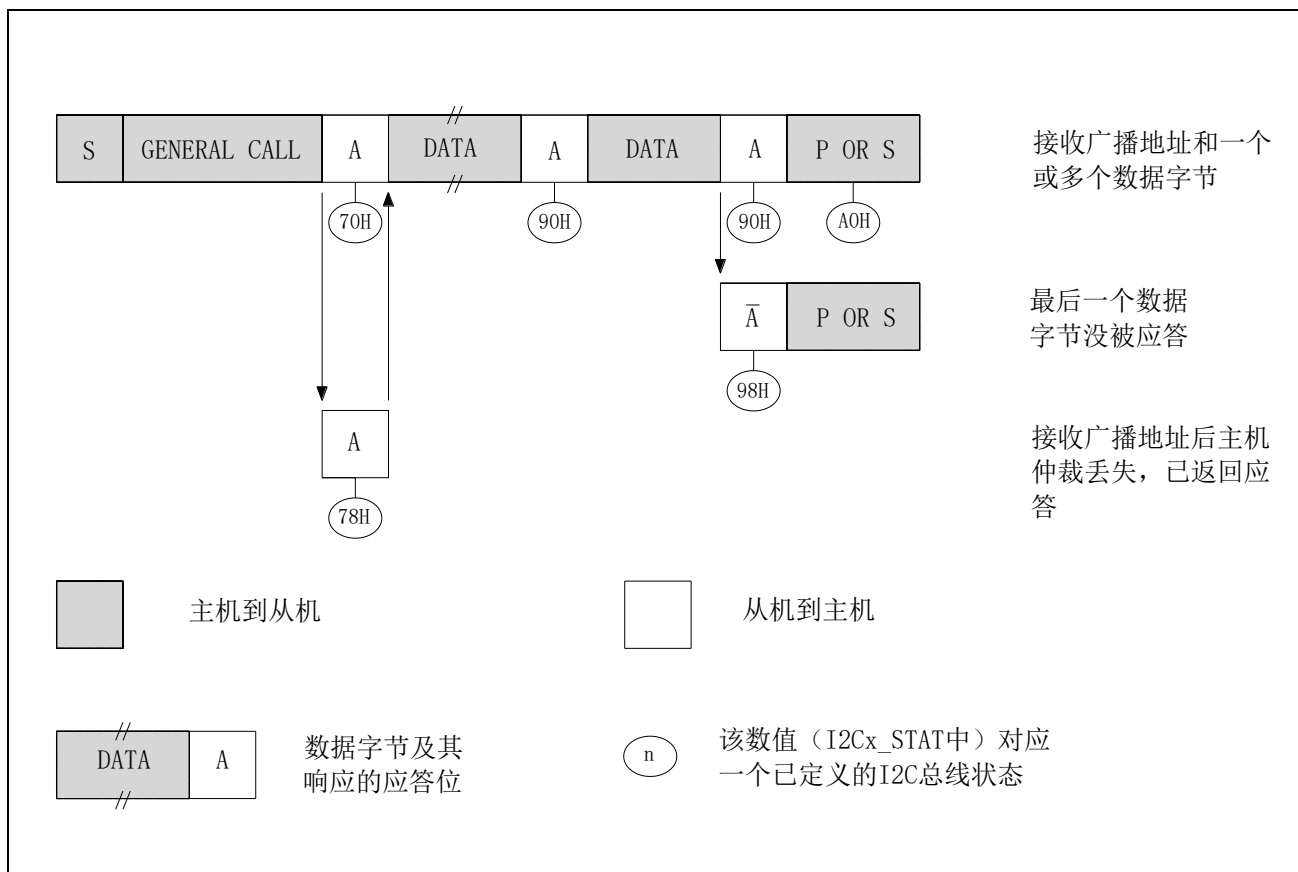 S GENERAL CALL A DATA A DATA A P OR S
接收广播地址和一个
或多个数据字节
70H 90H 90H A0H
A̅ P OR S
最后一个数据
字节没被应答
98H
A
接收广播地址后主机
仲裁丢失，已返回应
答
78H
主机到从机
从机到主机
DATA A
数据字节及其
响应的应答位
n
该数值（I2Cx_STAT中）对应
一个已定义的I2C总线状态